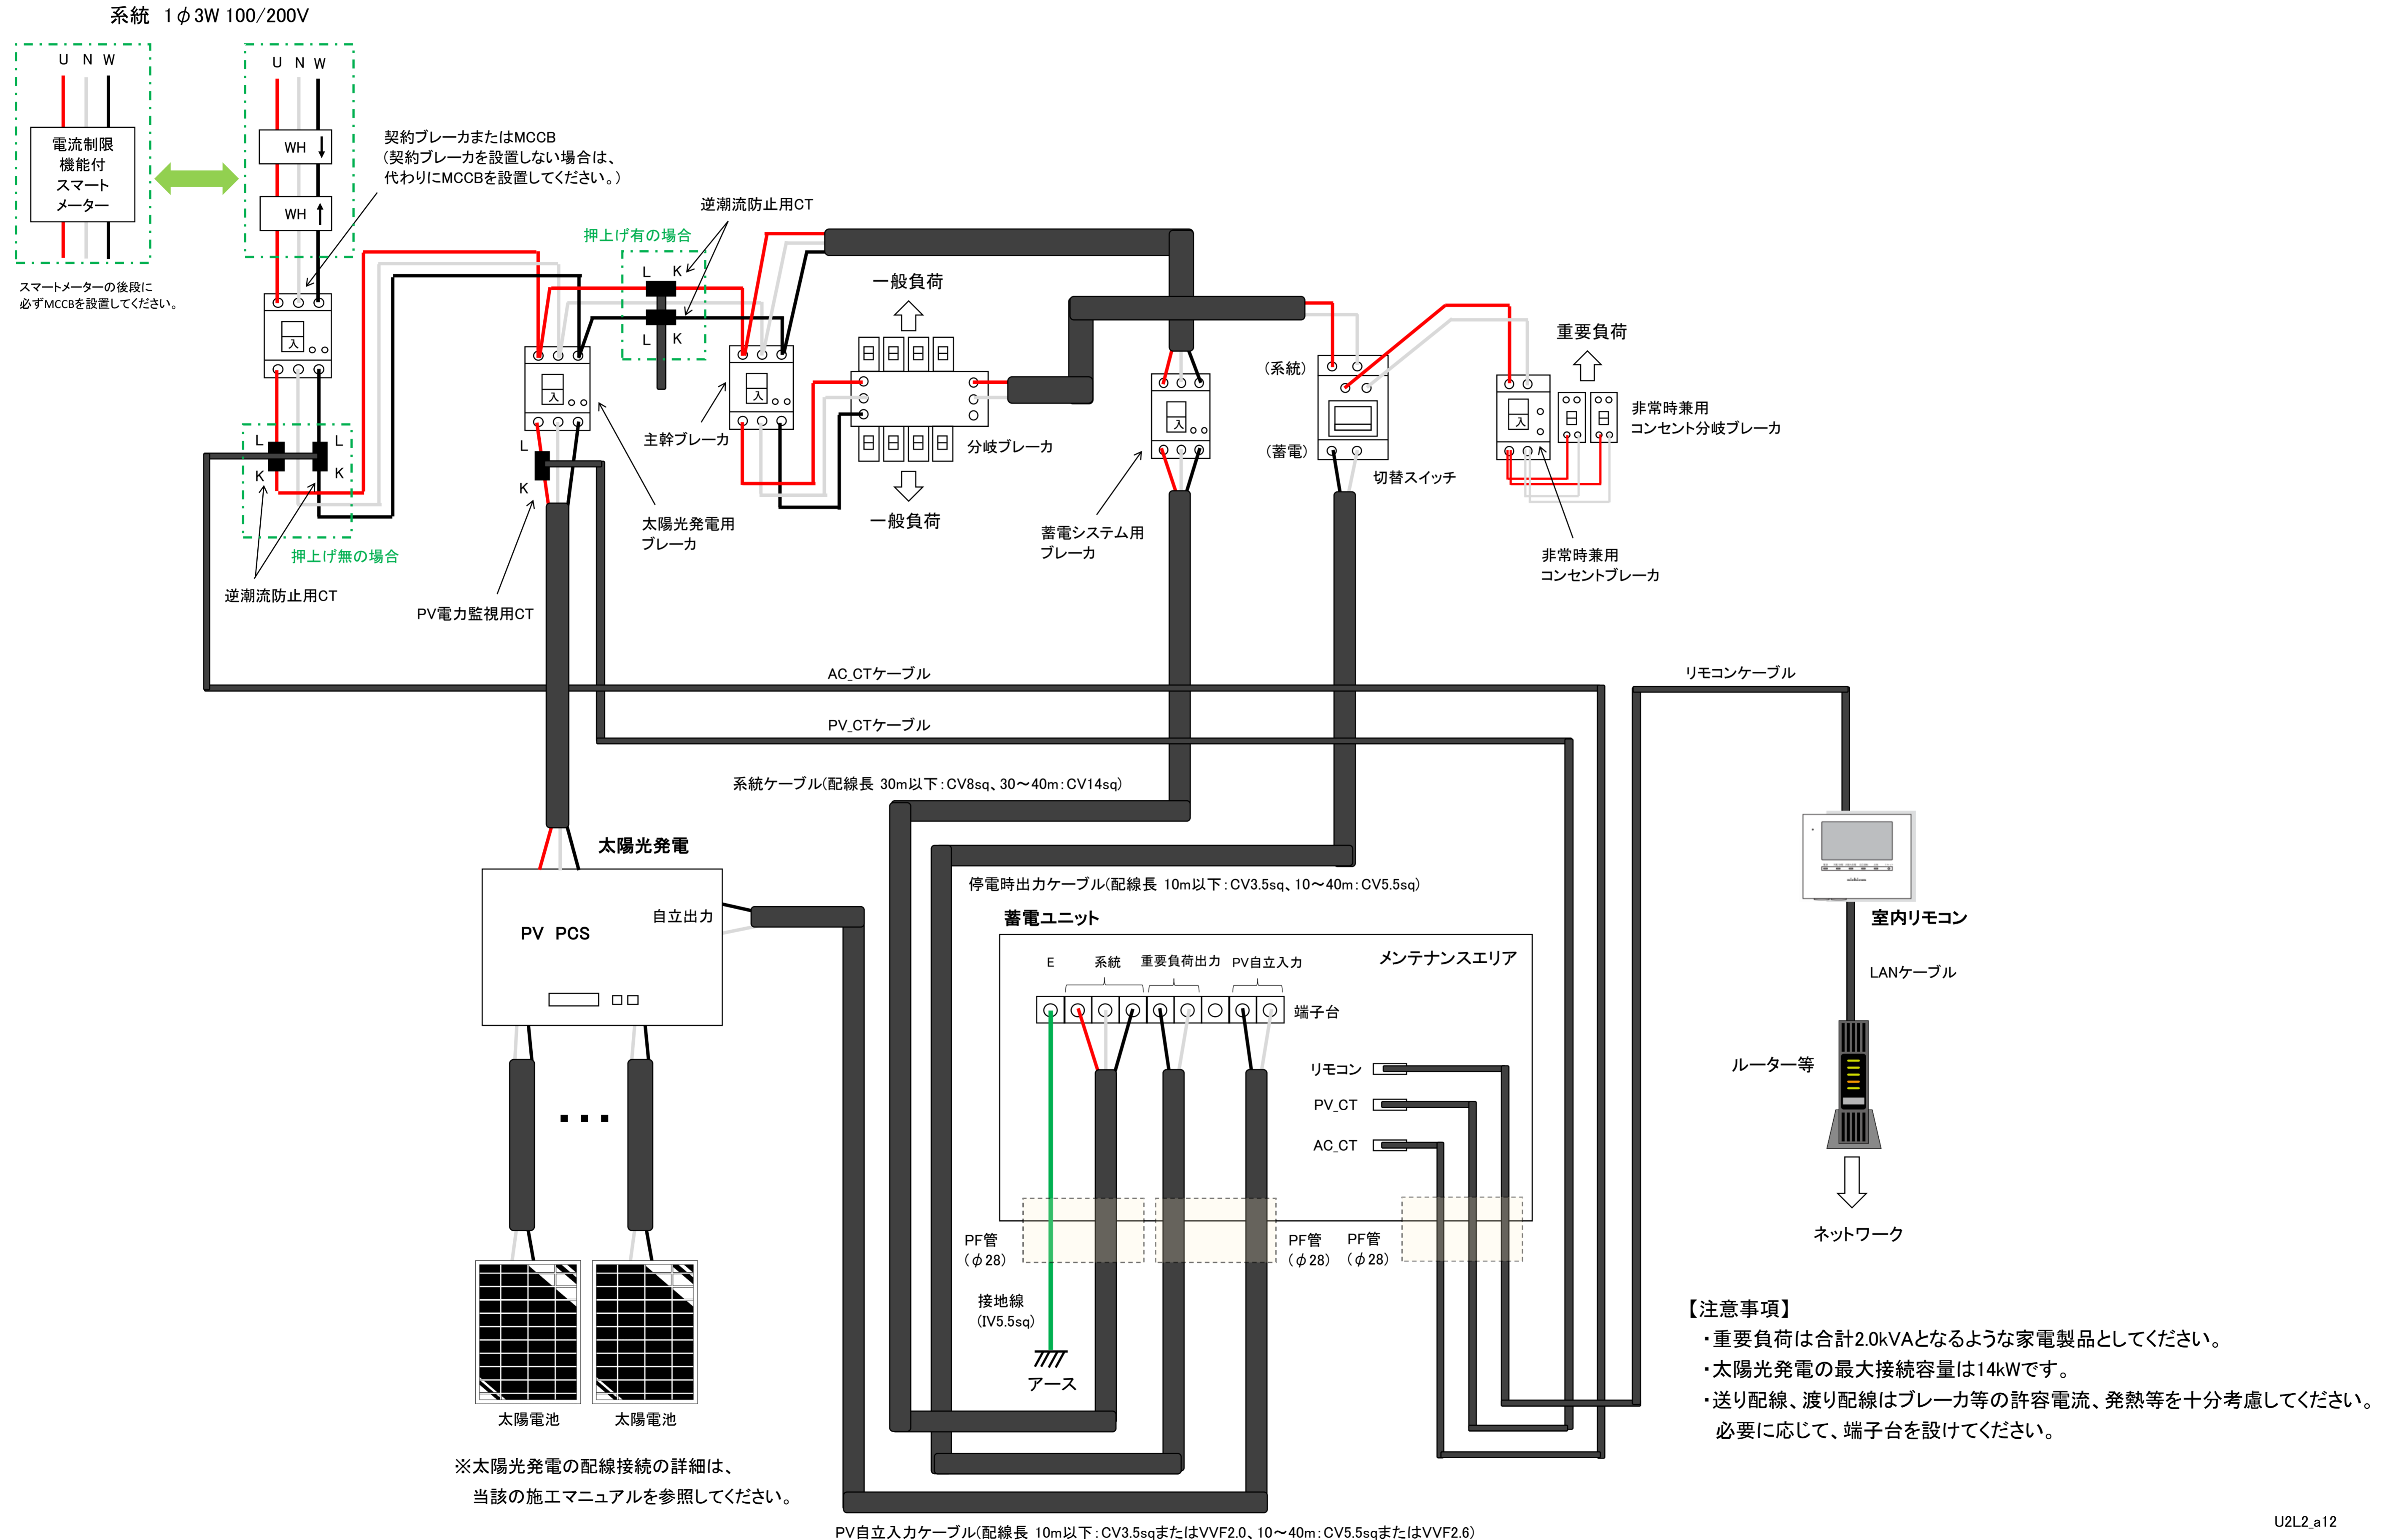 系統 1φ3W 100/200V
U N W
U N W
電流制限
機能付
スマート
メーター
WH
WH
スマートメーターの後段に
必ずMCCBを設置してください。
契約ブレーカまたはMCCB
(契約ブレーカを設置しない場合は、
代わりにMCCBを設置してください。)
入
L
L
K
K
押上げ無の場合
逆潮流防止用CT
逆潮流防止用CT
押上げ有の場合
L K
L K
入
L
K
PV電力監視用CT
太陽光発電用
ブレーカ
入
主幹ブレーカ
一般負荷
一般負荷
分岐ブレーカ
入
蓄電システム用
ブレーカ
(系統)
(蓄電)
切替スイッチ
重要負荷
入
非常時兼用
コンセント分岐ブレーカ
非常時兼用
コンセントブレーカ
AC_CTケーブル
リモコンケーブル
PV_CTケーブル
系統ケーブル(配線長 30m以下:CV8sq、30~40m:CV14sq)
太陽光発電
停電時出力ケーブル(配線長 10m以下:CV3.5sq、10~40m:CV5.5sq)
PV PCS
自立出力
蓄電ユニット
メンテナンスエリア
E
系統
重要負荷出力
PV自立入力
端子台
リモコン
PV_CT
AC_CT
PF管
(φ28)
PF管
(φ28)
PF管
(φ28)
接地線
(IV5.5sq)
アース
室内リモコン
LANケーブル
ルーター等
ネットワーク
太陽電池
太陽電池
※太陽光発電の配線接続の詳細は、
当該の施工マニュアルを参照してください。
【注意事項】
・重要負荷は合計2.0kVAとなるような家電製品としてください。
・太陽光発電の最大接続容量は14kWです。
・送り配線、渡り配線はブレーカ等の許容電流、発熱等を十分考慮してください。
必要に応じて、端子台を設けてください。
PV自立入力ケーブル(配線長 10m以下:CV3.5sqまたはVVF2.0、10~40m:CV5.5sqまたはVVF2.6)
U2L2_a12